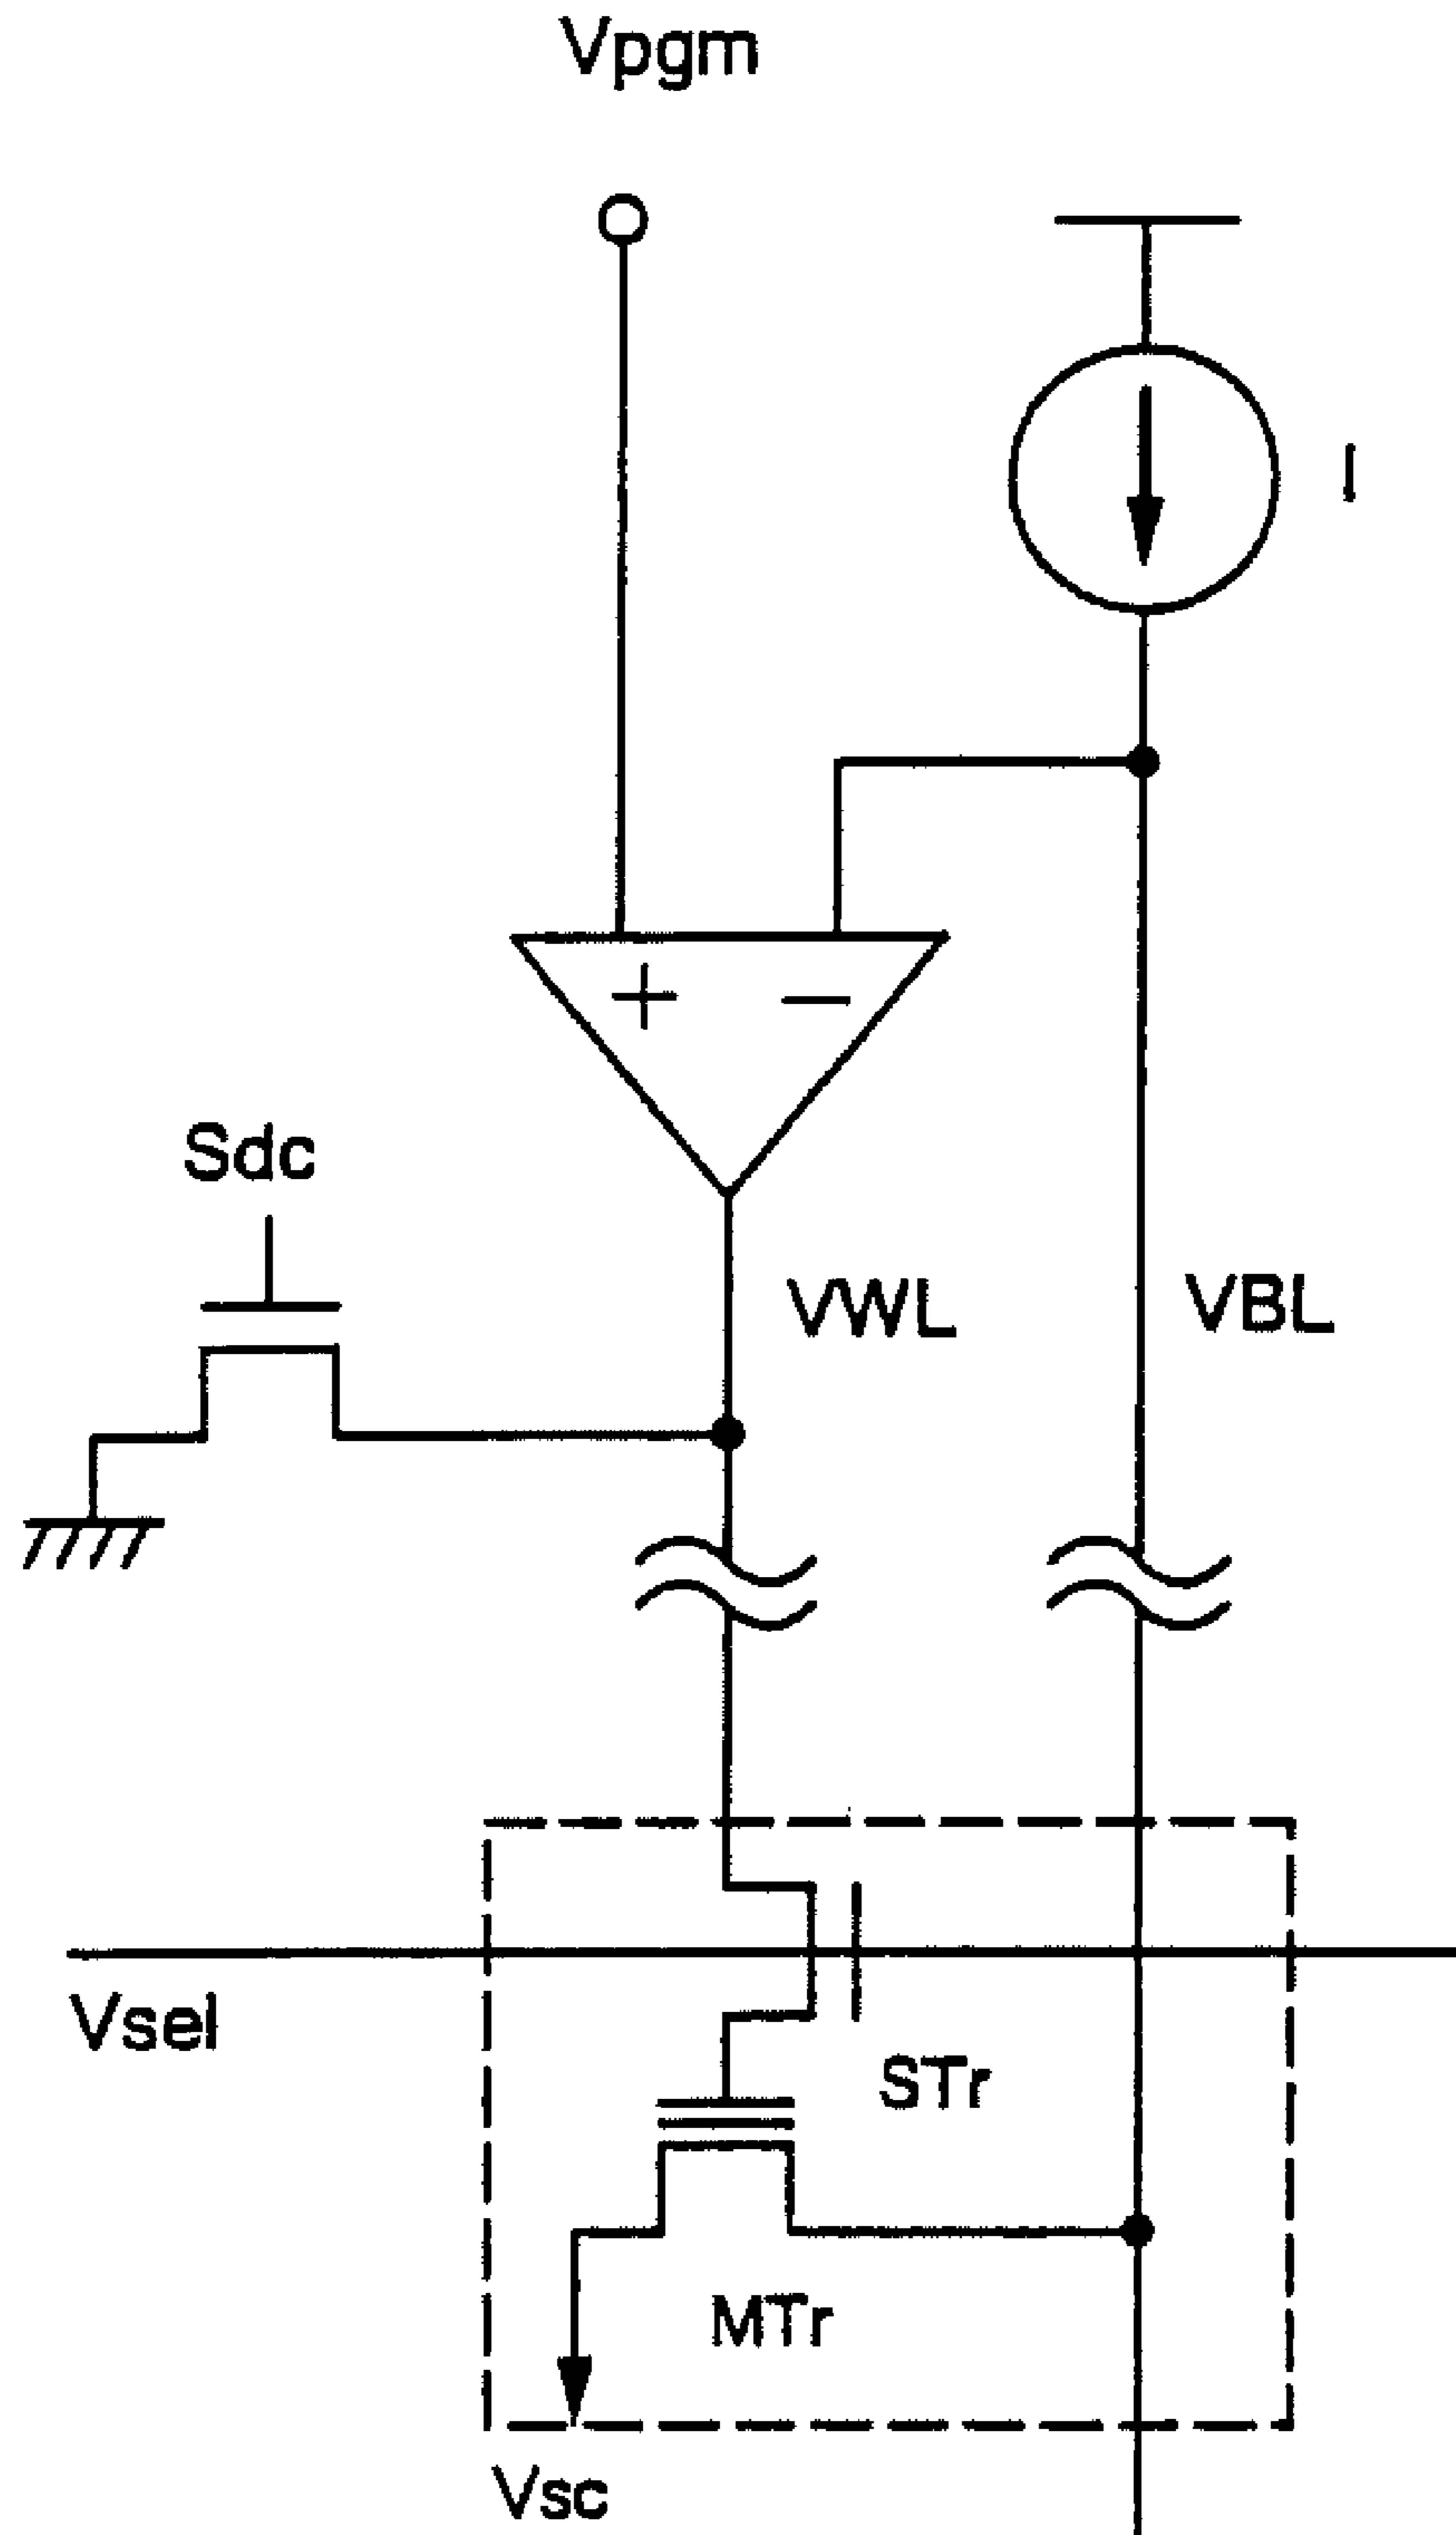 Vpgm
I
+ −
Sdc
VWL
VBL
Vsel
STr
MTr
Vsc